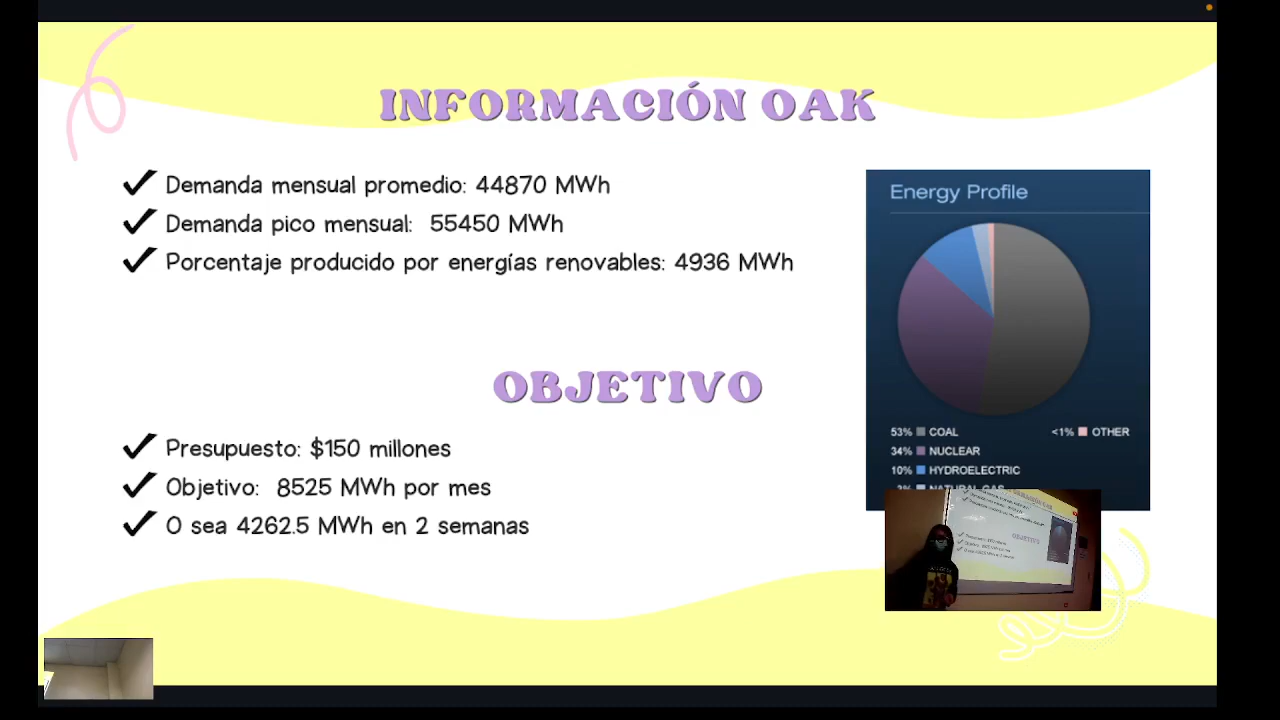 INFORMACIÓN OAK
Demanda mensual promedio: 44870 MWh
Demanda pico mensual: 55450 MWh
Porcentaje producido por energías renovables: 4936 MWh
Energy Profile
53% COAL
<1% OTHER
34% NUCLEAR
10% HYDROELECTRIC
NATURAL GAS
OBJETIVO
Presupuesto: $150 millones
Objetivo: 8525 MWh por mes
O sea 4262.5 MWh en 2 semanas
OBJETIVO